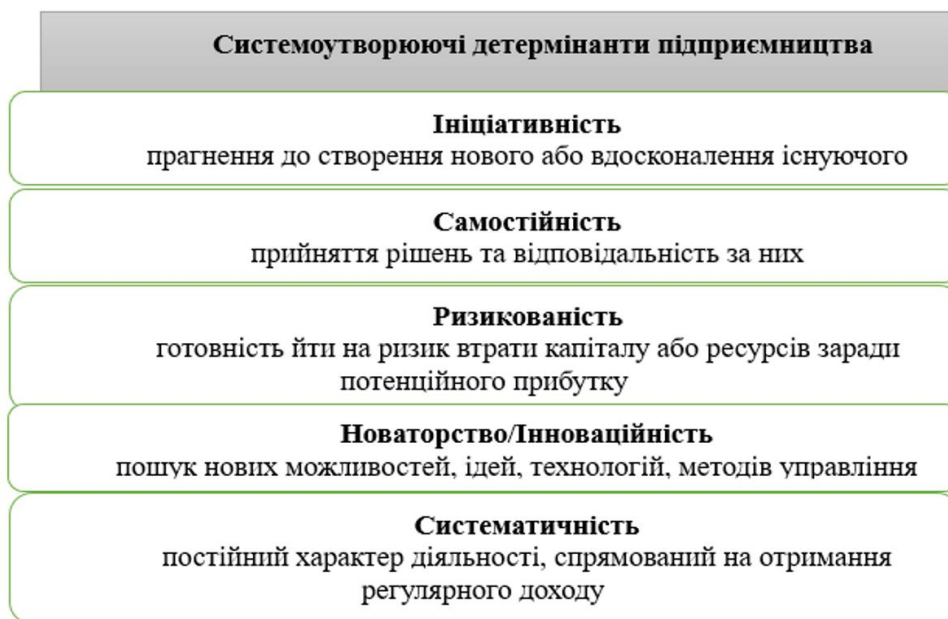 Системоутворюючі детермінанти підприємництва
Ініціативність
прагнення до створення нового або вдосконалення існуючого
Самостійність
прийняття рішень та відповідальність за них
Ризикованість
готовність йти на ризик втрати капіталу або ресурсів заради
потенційного прибутку
Новаторство/Інноваційність
пошук нових можливостей, ідей, технологій, методів управління
Систематичність
постійний характер діяльності, спрямований на отримання
регулярного доходу